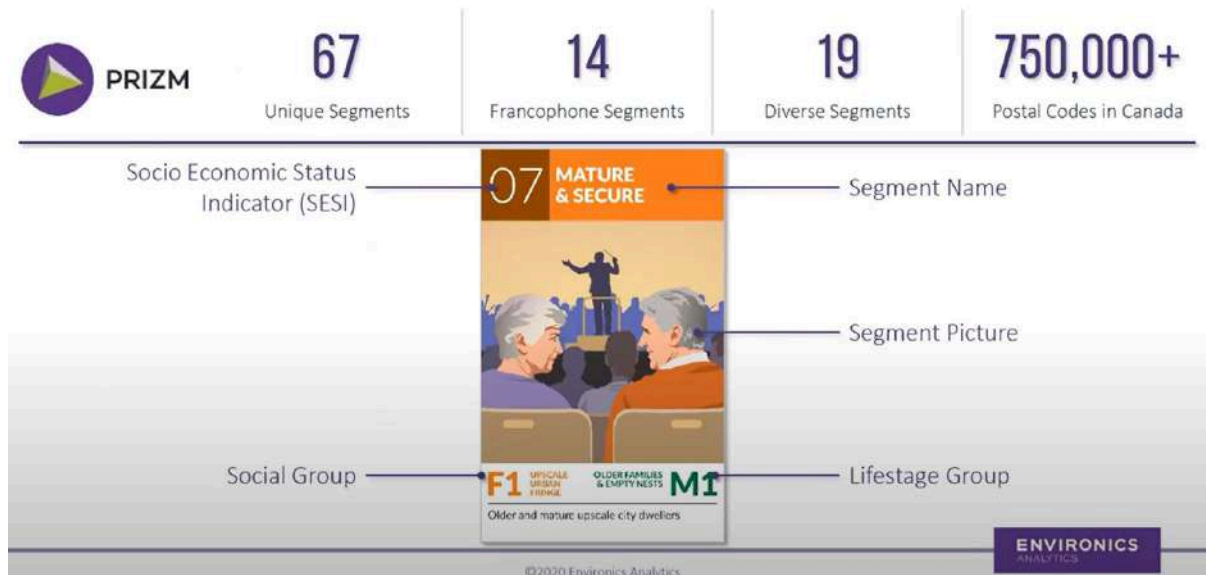 PRIZM
67
Unique Segments
14
Francophone Segments
19
Diverse Segments
750,000+
Postal Codes in Canada
Socio Economic Status
Indicator (SESI)
07
MATURE
& SECURE
Segment Name
Segment Picture
Social Group
F1
UPSCALE
URBAN
FRINGE
OLDER FAMILIES
& EMPTY NESTS
M1
Lifestage Group
Older and mature upscale city dwellers
ENVIRONICS
ANALYTICS
©2020 Environics Analytics